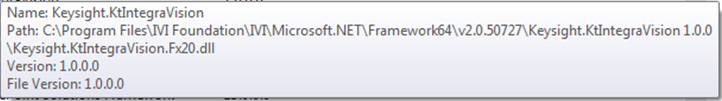 Name: Keysight.KtIntegraVision
Path: C:\Program Files\IVI Foundation\IVI\Microsoft.NET\Framework64\v2.0.50727\Keysight.KtIntegraVision 1.0.0
\Keysight.KtIntegraVision.Fx20.dll
Version: 1.0.0.0
File Version: 1.0.0.0